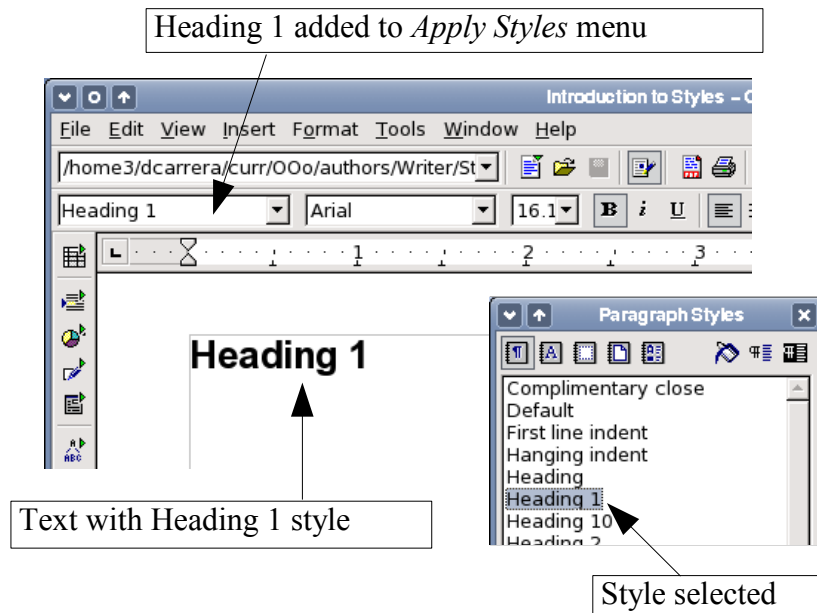 Heading 1 added to Apply Styles menu
Introduction to Styles – O
File Edit View Insert Format Tools Window Help
/home3/dcarrera/curr/OOo/authors/Writer/St
Heading 1 Arial 16.1 B i U
1 2 3
Paragraph Styles
Heading 1
Complimentary close
Default
First line indent
Hanging indent
Heading
Heading 1
Heading 10
Heading 2
Text with Heading 1 style
Style selected